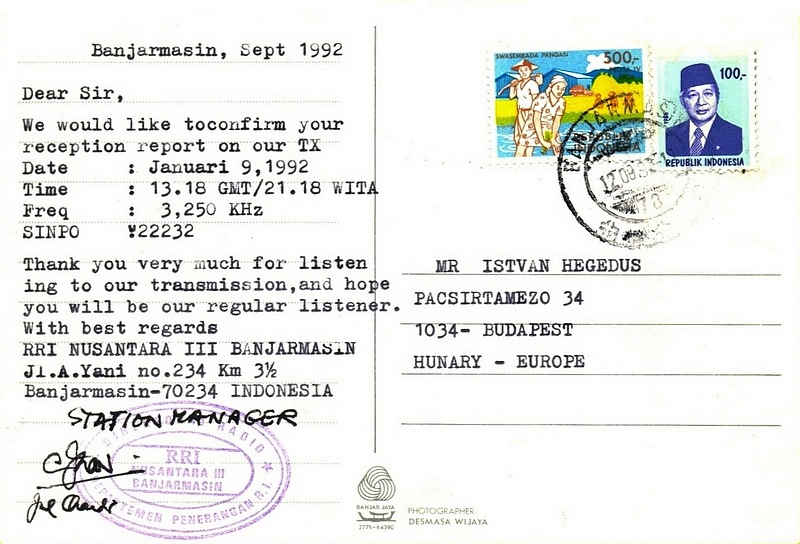 Banjarmasin, Sept 1992
Dear Sir,
We would like toconfirm your
reception report on our TX
Date : Januari 9,1992
Time : 13.18 GMT/21.18 WITA
Freq : 3,250 KHz
SINPO 22232
Thank you very much for listen
ing to our transmission,and hope
you will be our regular listener.
With best regards
RRI NUSANTARA III BANJARMASIN
Jl.A.Yani no.234 Km 3½
Banjarmasin-70234 INDONESIA
STATION MANAGER
RADIO
RRI
NUSANTARA III
BANJARMASIN
DEPARTEMEN PENERANGAN R.I.
SWASEMBADA PANGAN
500,-
REPUBLIK
INDONESIA
100,-
REPUBLIK INDONESIA
MR ISTVAN HEGEDUS
PACSIRTAMEZO 34
1034- BUDAPEST
HUNARY - EUROPE
BANJAR JAYA
2775-64390
PHOTOGRAPHER
DESMASA WIJAYA